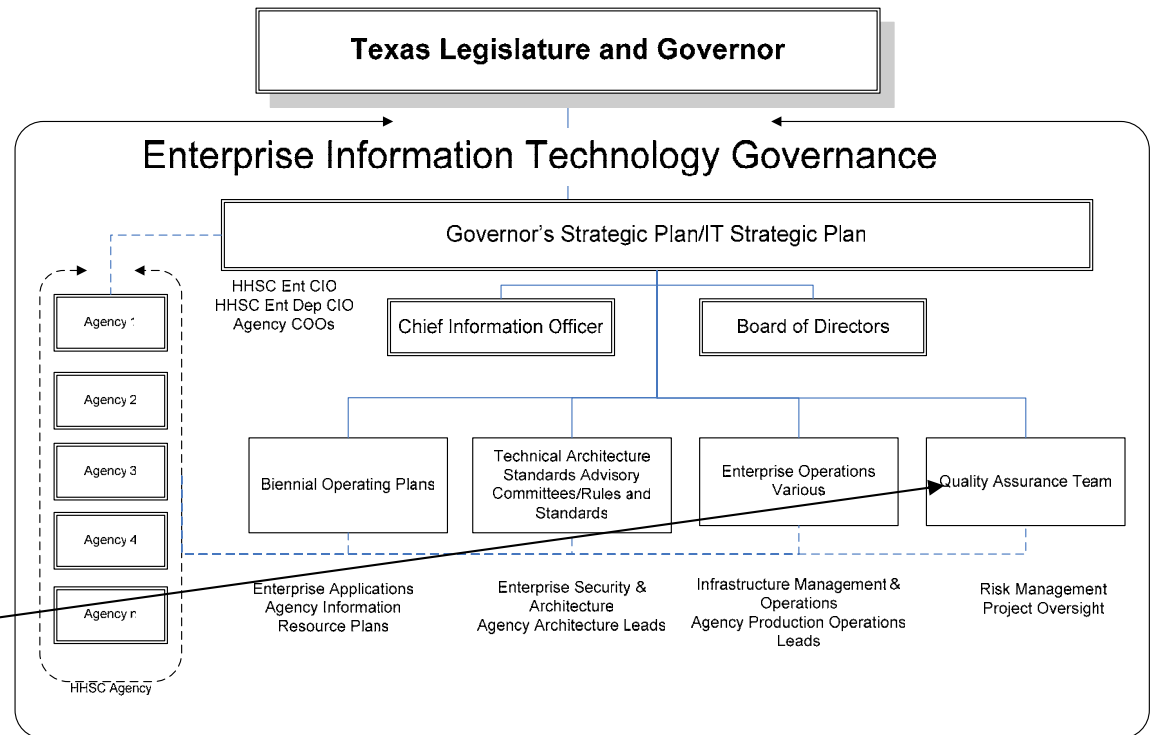 Texas Legislature and Governor
Enterprise Information Technology Governance
Governor's Strategic Plan/IT Strategic Plan
HHSC Ent CIO
HHSC Ent Dep CIO
Agency COOs
Chief Information Officer
Board of Directors
Agency 1
Agency 2
Agency 3
Agency 4
Agency n
HHSC Agency
Biennial Operating Plans
Technical Architecture
Standards Advisory
Committees/Rules and
Standards
Enterprise Operations
Various
Quality Assurance Team
Enterprise Applications
Agency Information
Resource Plans
Enterprise Security &
Architecture
Agency Architecture Leads
Infrastructure Management &
Operations
Agency Production Operations
Leads
Risk Management
Project Oversight